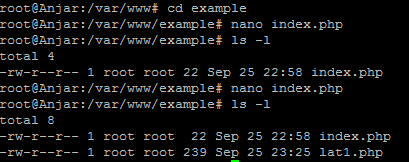 root@Anjar:/var/www# cd example
root@Anjar:/var/www/example# nano index.php
root@Anjar:/var/www/example# ls -l
total 4
-rw-r--r-- 1 root root 22 Sep 25 22:58 index.php
root@Anjar:/var/www/example# nano index.php
root@Anjar:/var/www/example# ls -l
total 8
-rw-r--r-- 1 root root  22 Sep 25 22:58 index.php
-rw-r--r-- 1 root root 239 Sep 25 23:25 lat1.php